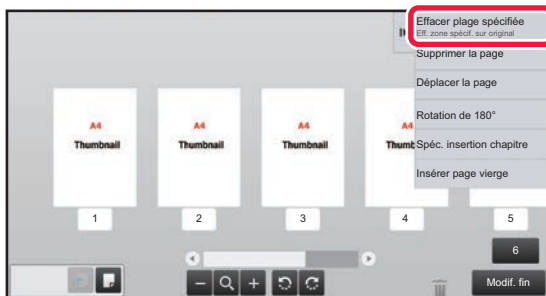 Effacer plage spécifiée
Eff. zone spécif. sur original
Supprimer la page
Déplacer la page
Rotation de 180°
Spéc. insertion chapitre
Insérer page vierge
A4
Thumbnail
A4
Thumbnail
A4
Thumbnail
A4
Thumb
1
2
3
4
5
6
Modif. fin